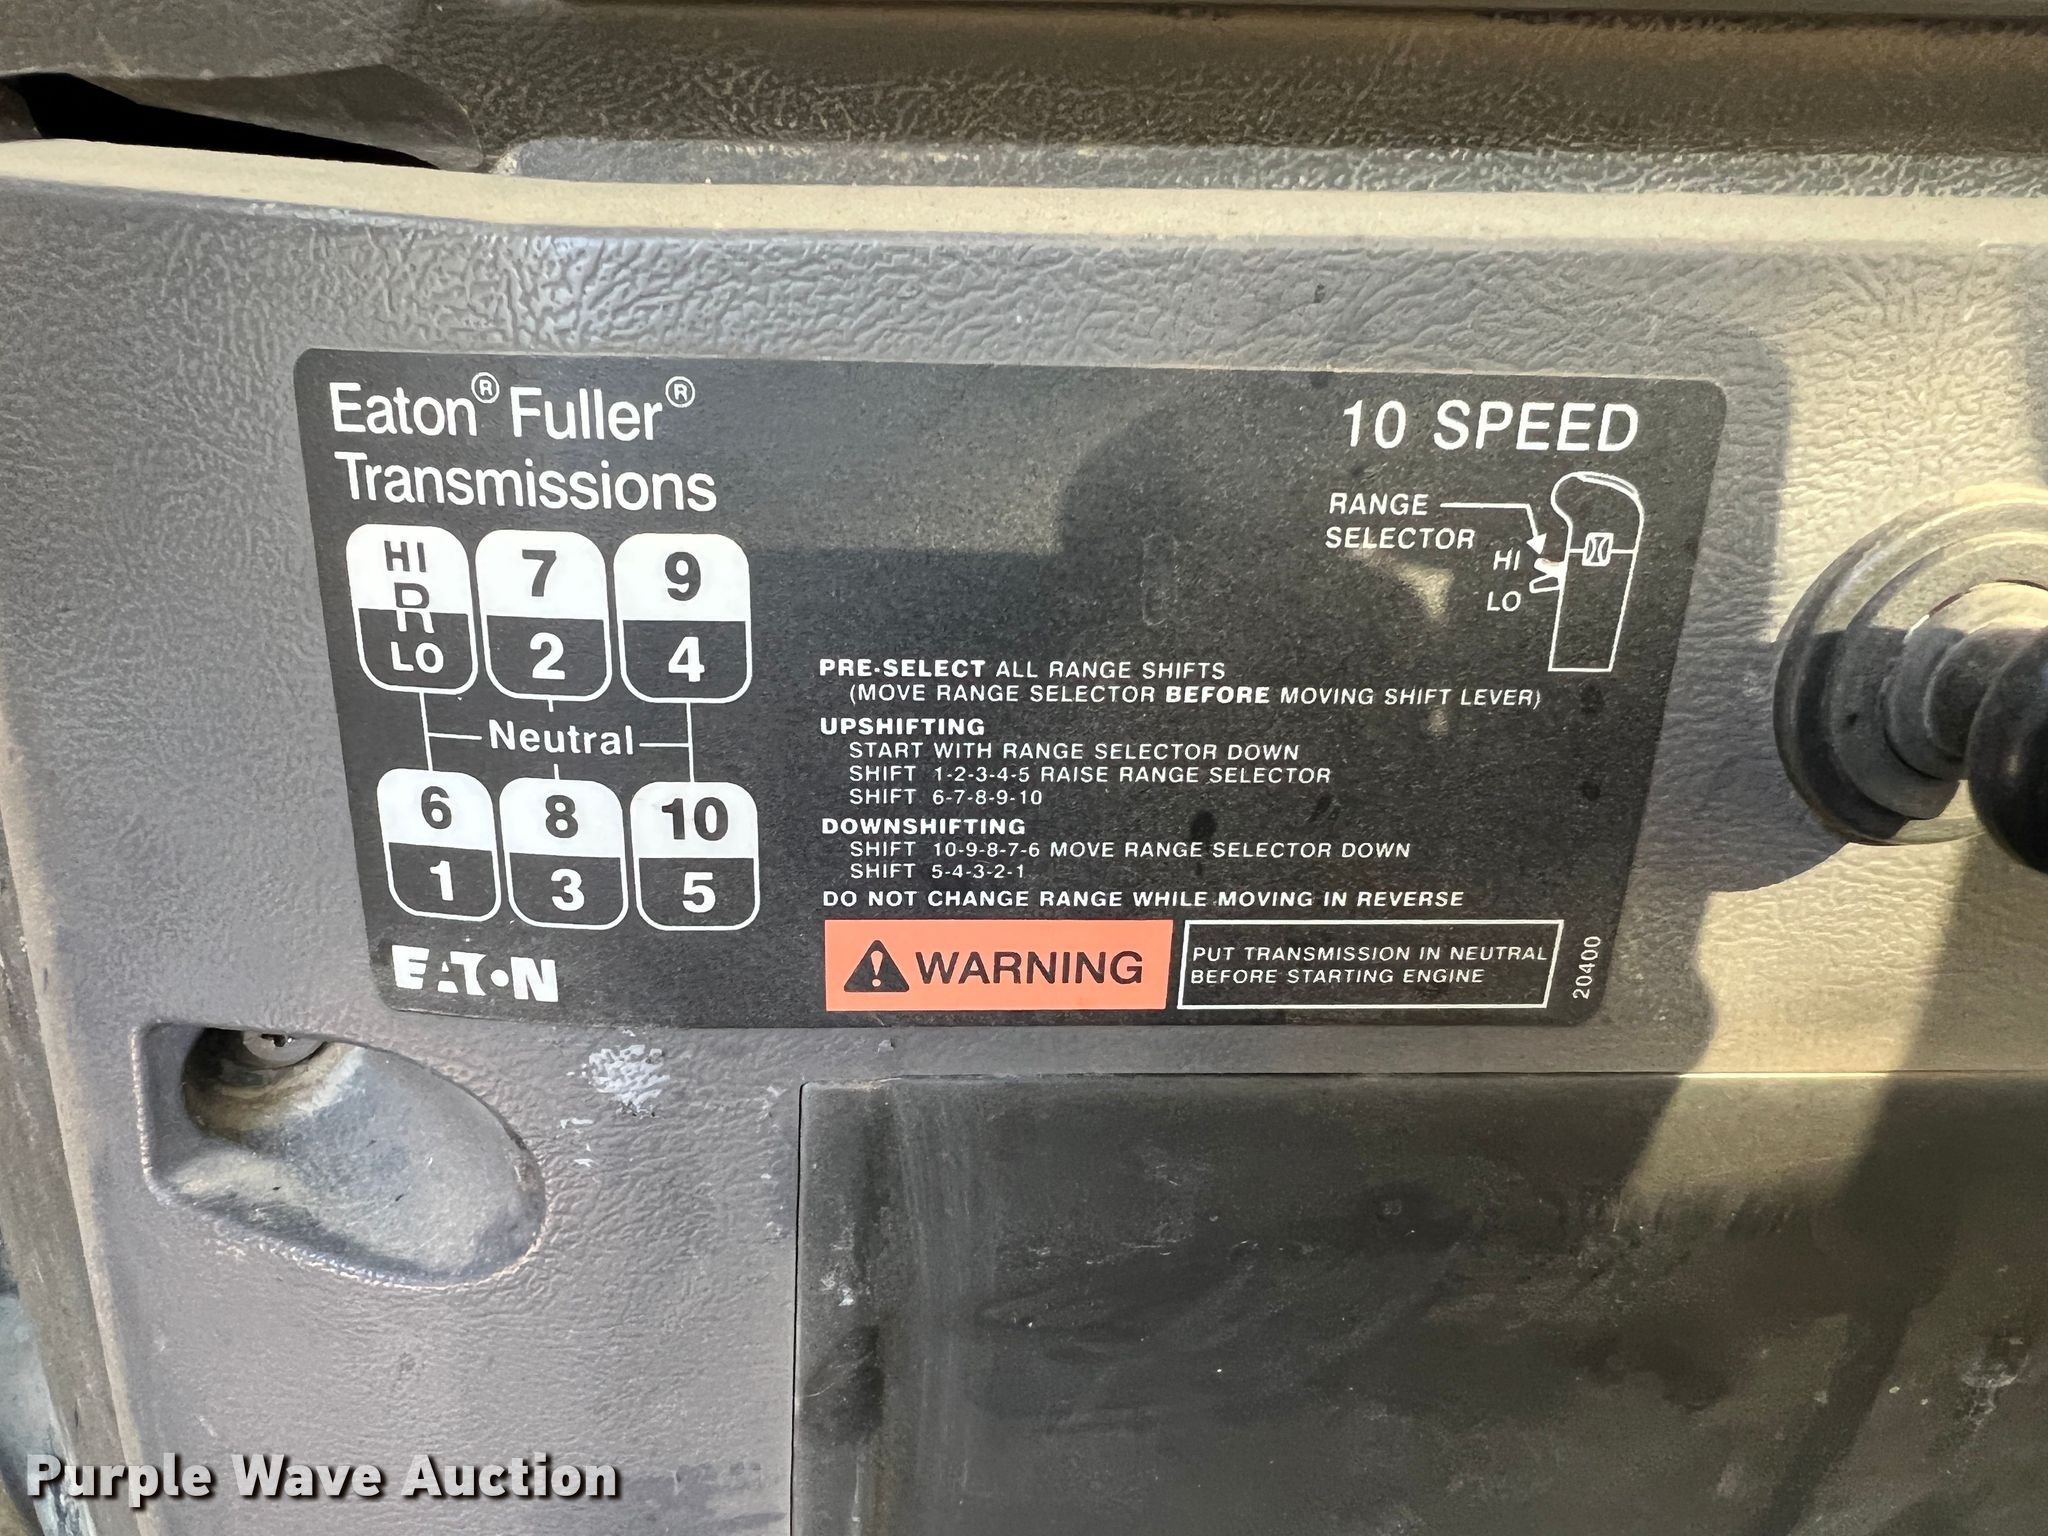 Eaton® Fuller®
Transmissions
10 SPEED
RANGE
SELECTOR
HI
LO
HI
R
LO
7
2
9
4
Neutral
6
1
8
3
10
5
PRE-SELECT ALL RANGE SHIFTS
(MOVE RANGE SELECTOR BEFORE MOVING SHIFT LEVER)
UPSHIFTING
START WITH RANGE SELECTOR DOWN
SHIFT 1-2-3-4-5 RAISE RANGE SELECTOR
SHIFT 6-7-8-9-10
DOWNSHIFTING
SHIFT 10-9-8-7-6 MOVE RANGE SELECTOR DOWN
SHIFT 5-4-3-2-1
DO NOT CHANGE RANGE WHILE MOVING IN REVERSE
EATON
WARNING
PUT TRANSMISSION IN NEUTRAL
BEFORE STARTING ENGINE
20400
Purple Wave Auction